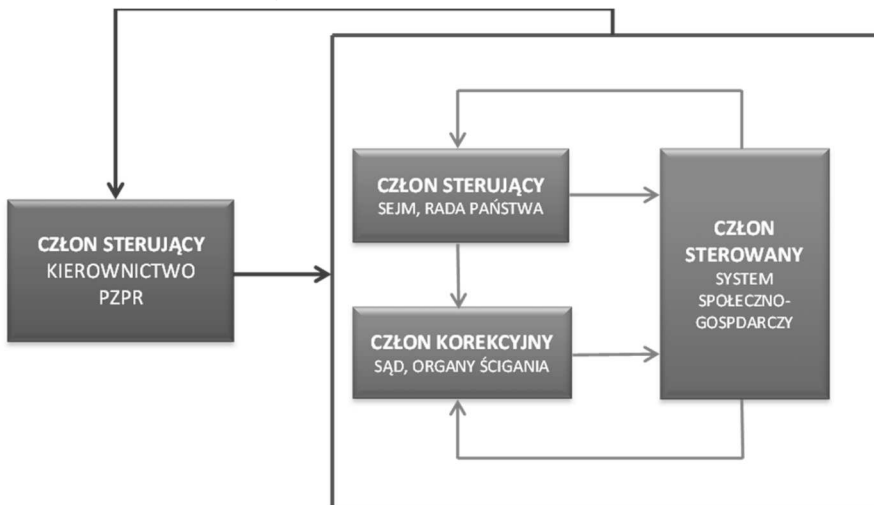 CZŁON STERUJĄCY
KIEROWNICTWO
PZPR
CZŁON STERUJĄCY
SEJM, RADA PAŃSTWA
CZŁON KOREKCYJNY
SĄD, ORGANY ŚCIGANIA
CZŁON
STEROWANY
SYSTEM
SPOŁECZNO-
GOSPDARCZY